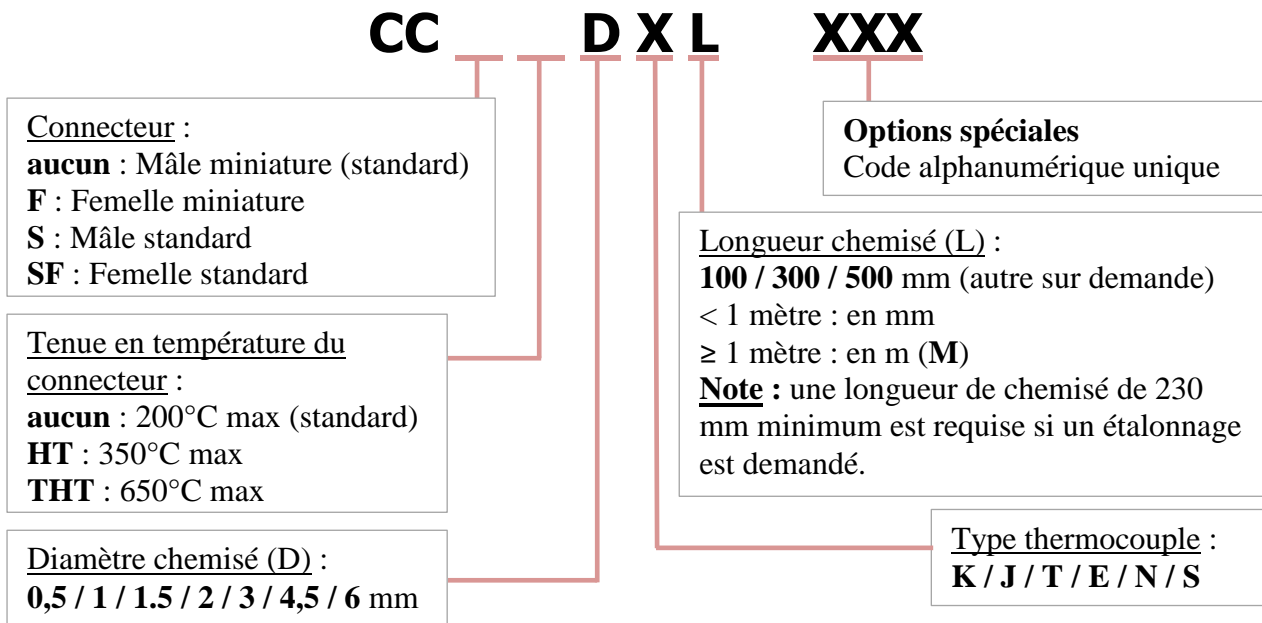 CC __ _ D X L XXX
Connecteur :
aucun : Mâle miniature (standard)
F : Femelle miniature
S : Mâle standard
SF : Femelle standard
Options spéciales
Code alphanumérique unique
Longueur chemisé (L) :
100 / 300 / 500 mm (autre sur demande)
< 1 mètre : en mm
≥ 1 mètre : en m (M)
Note : une longueur de chemisé de 230
mm minimum est requise si un étalonnage
est demandé.
Tenue en température du
connecteur :
aucun : 200°C max (standard)
HT : 350°C max
THT : 650°C max
Diamètre chemisé (D) :
0,5 / 1 / 1.5 / 2 / 3 / 4,5 / 6 mm
Type thermocouple :
K / J / T / E / N / S